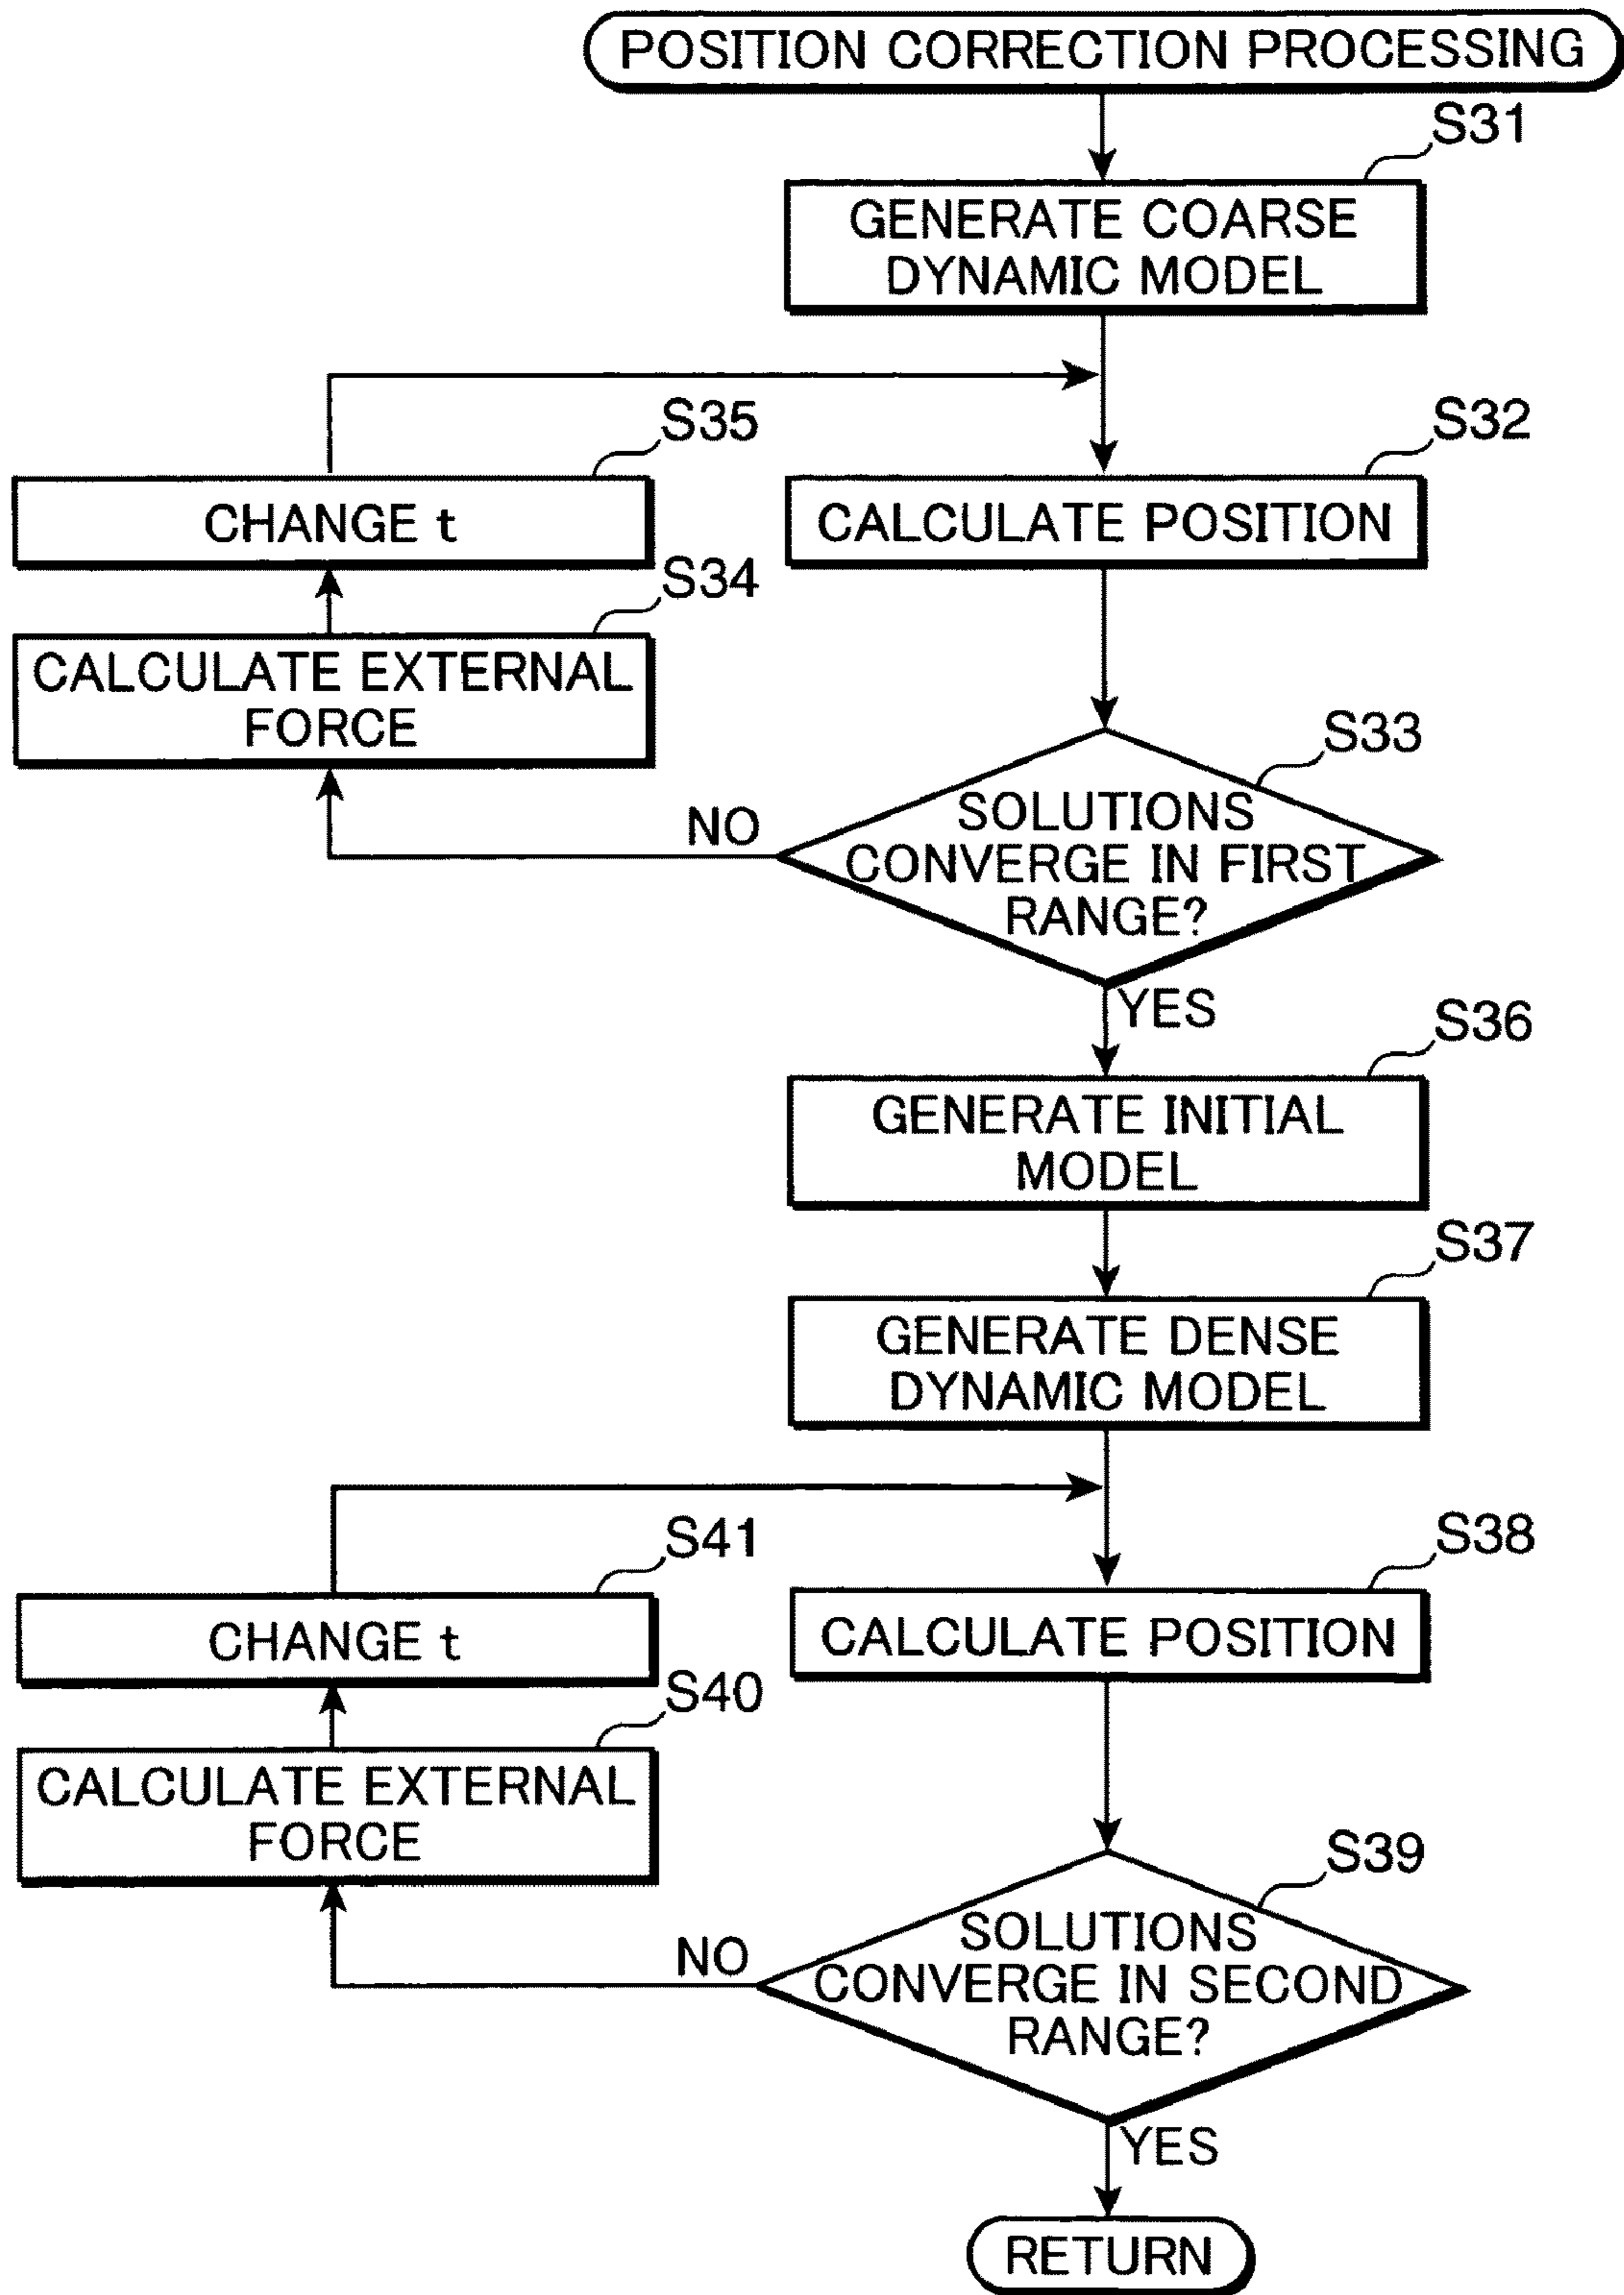 POSITION CORRECTION PROCESSING
S31
GENERATE COARSE
DYNAMIC MODEL
S35
CHANGE t
S32
CALCULATE POSITION
S34
CALCULATE EXTERNAL
FORCE
S33
SOLUTIONS
CONVERGE IN FIRST
RANGE?
NO
YES
S36
GENERATE INITIAL
MODEL
S37
GENERATE DENSE
DYNAMIC MODEL
S41
CHANGE t
S38
CALCULATE POSITION
S40
CALCULATE EXTERNAL
FORCE
S39
SOLUTIONS
CONVERGE IN SECOND
RANGE?
NO
YES
RETURN